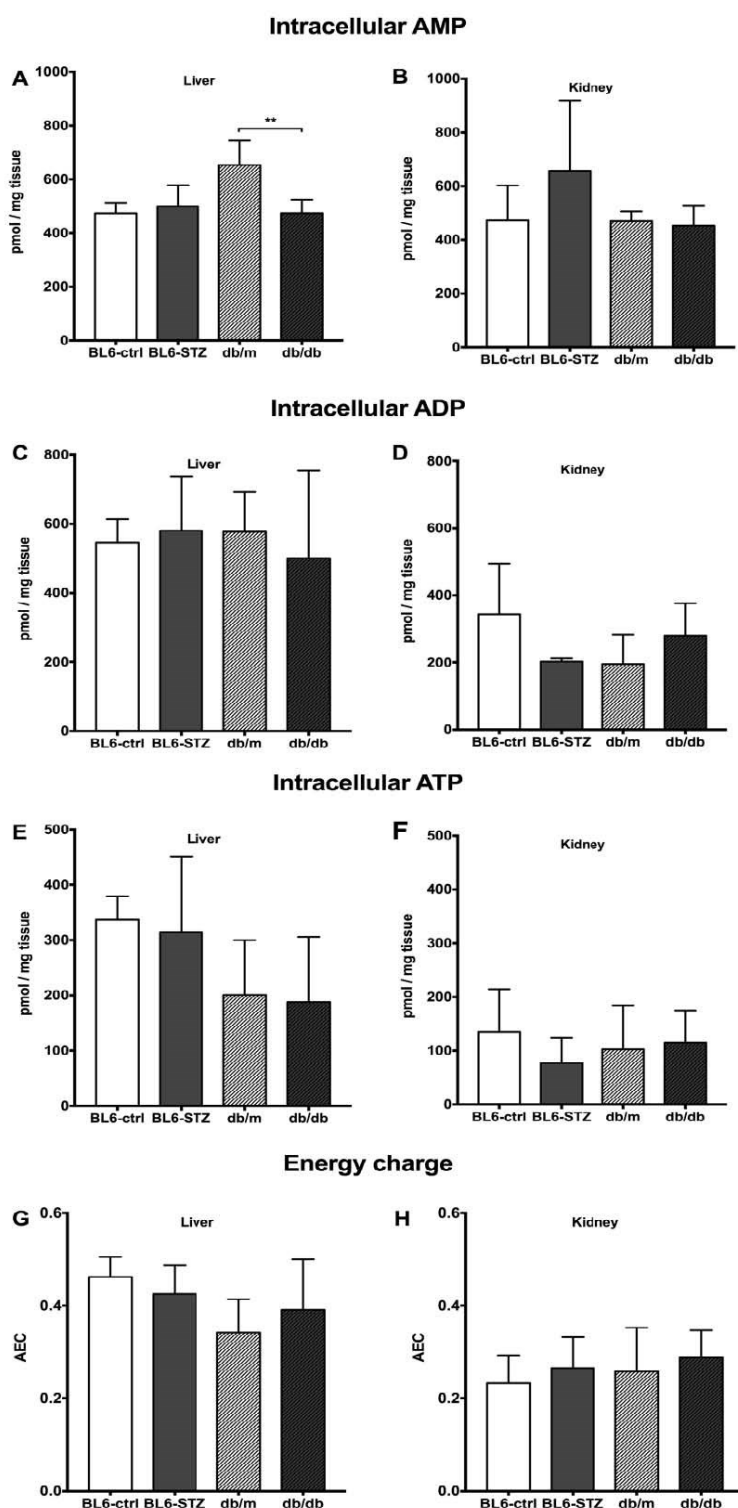 Intracellular AMP
A
Liver
1000
800
600
400
200
0
pmol / mg tissue
**
BL6-ctrl BL6-STZ db/m db/db
B
Kidney
1000
800
600
400
200
0
pmol / mg tissue
BL6-ctrl BL6-STZ db/m db/db
Intracellular ADP
C
Liver
800
600
400
200
0
pmol / mg tissue
BL6-ctrl BL6-STZ db/m db/db
D
Kidney
800
600
400
200
0
pmol / mg tissue
BL6-ctrl BL6-STZ db/m db/db
Intracellular ATP
E
Liver
500
400
300
200
100
0
pmol / mg tissue
BL6-ctrl BL6-STZ db/m db/db
F
Kidney
500
400
300
200
100
0
pmol / mg tissue
BL6-ctrl BL6-STZ db/m db/db
Energy charge
G
Liver
0.6
0.4
0.2
0.0
AEC
BL6-ctrl BL6-STZ db/m db/db
H
Kidney
0.6
0.4
0.2
0.0
AEC
BL6-ctrl BL6-STZ db/m db/db